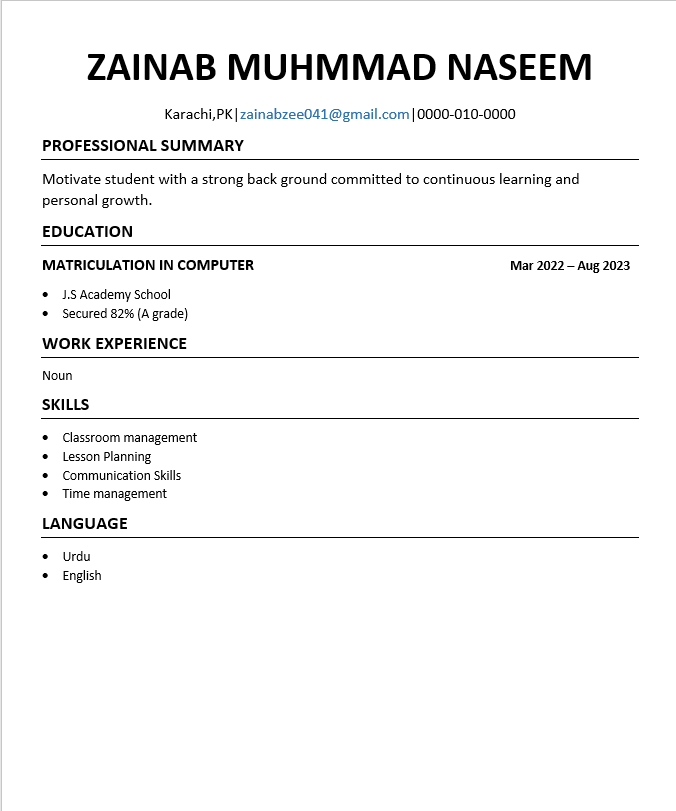 ZAINAB MUHMMAD NASEEM
Karachi,PK|zainabzee041@gmail.com|0000-010-0000
PROFESSIONAL SUMMARY
Motivate student with a strong back ground committed to continuous learning and
personal growth.
EDUCATION
MATRICULATION IN COMPUTER Mar 2022 – Aug 2023
• J.S Academy School
• Secured 82% (A grade)
WORK EXPERIENCE
Noun
SKILLS
• Classroom management
• Lesson Planning
• Communication Skills
• Time management
LANGUAGE
• Urdu
• English